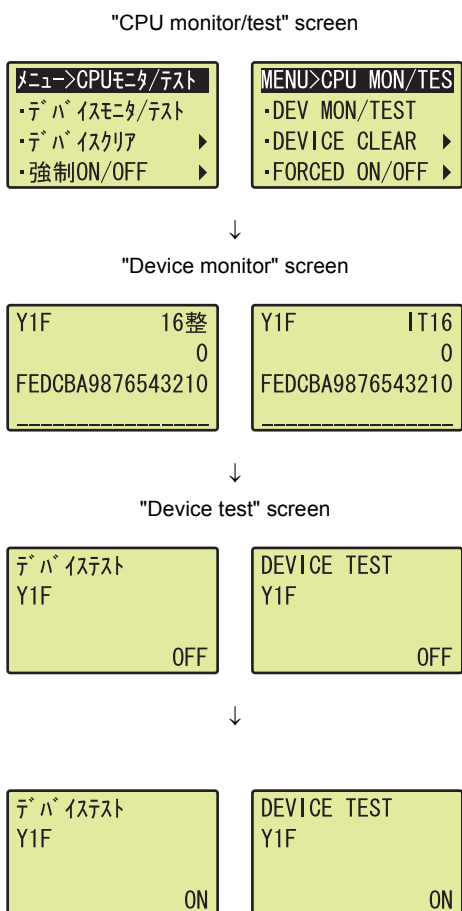 "CPU monitor/test" screen
メニュー>CPUモニタ/テスト
・デバイスモニタ/テスト
・デバイスクリア ▶
・強制ON/OFF ▶
MENU>CPU MON/TES
・DEV MON/TEST
・DEVICE CLEAR ▶
・FORCED ON/OFF ▶
↓
"Device monitor" screen
Y1F 16整
0
FEDCBA9876543210
________________
Y1F IT16
0
FEDCBA9876543210
________________
↓
"Device test" screen
デバイステスト
Y1F
OFF
DEVICE TEST
Y1F
OFF
↓
デバイステスト
Y1F
ON
DEVICE TEST
Y1F
ON